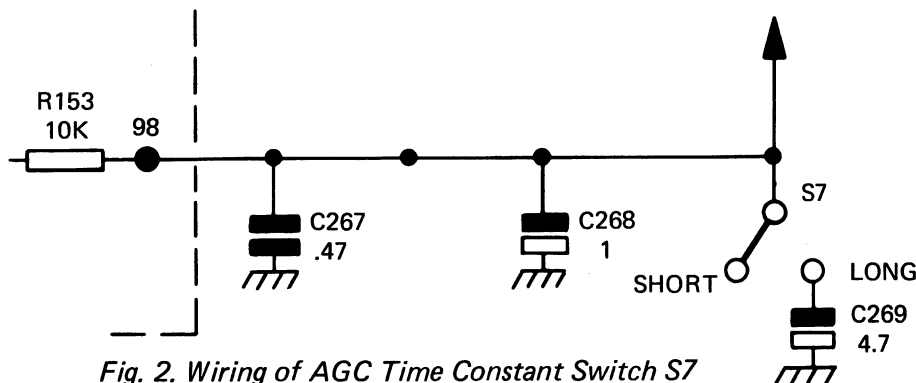 R153
10K
98
C267
.47
C268
1
S7
SHORT
LONG
C269
4.7
Fig. 2. Wiring of AGC Time Constant Switch S7